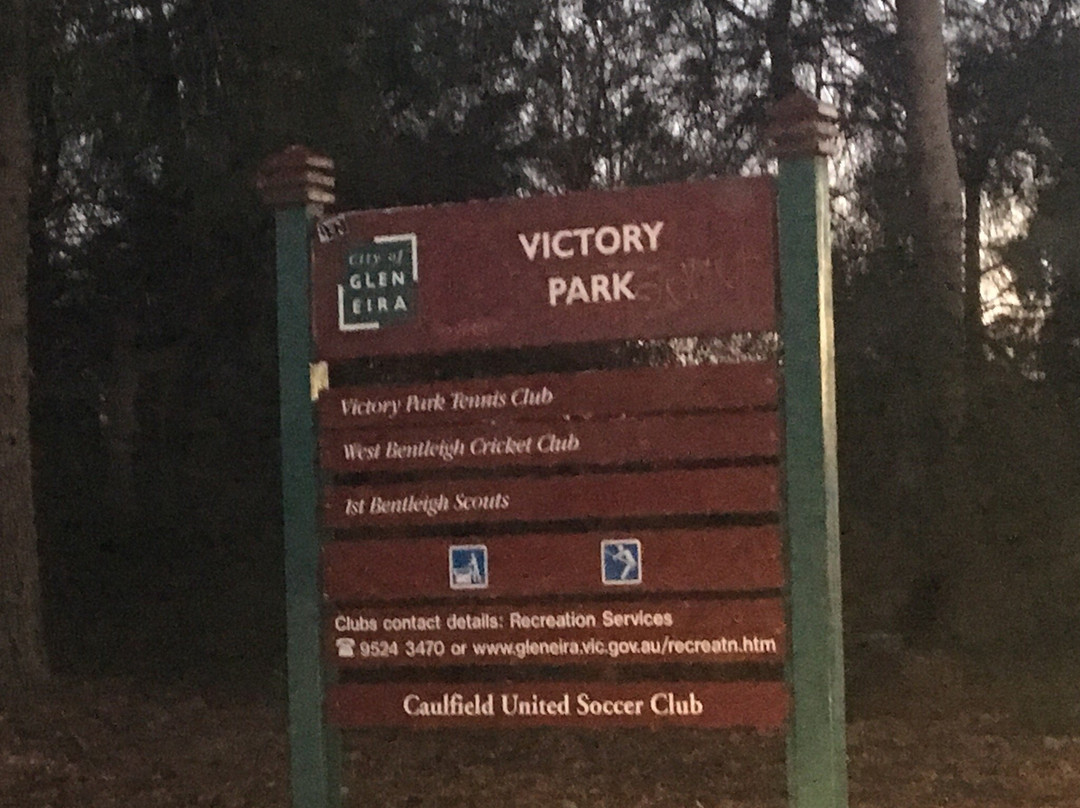 City of
GLEN
EIRA
VICTORY
PARK
Victory Park Tennis Club
West Bentleigh Cricket Club
1st Bentleigh Scouts
Clubs contact details: Recreation Services
☎ 9524 3470 or www.gleneira.vic.gov.au/recreatn.htm
Caulfield United Soccer Club